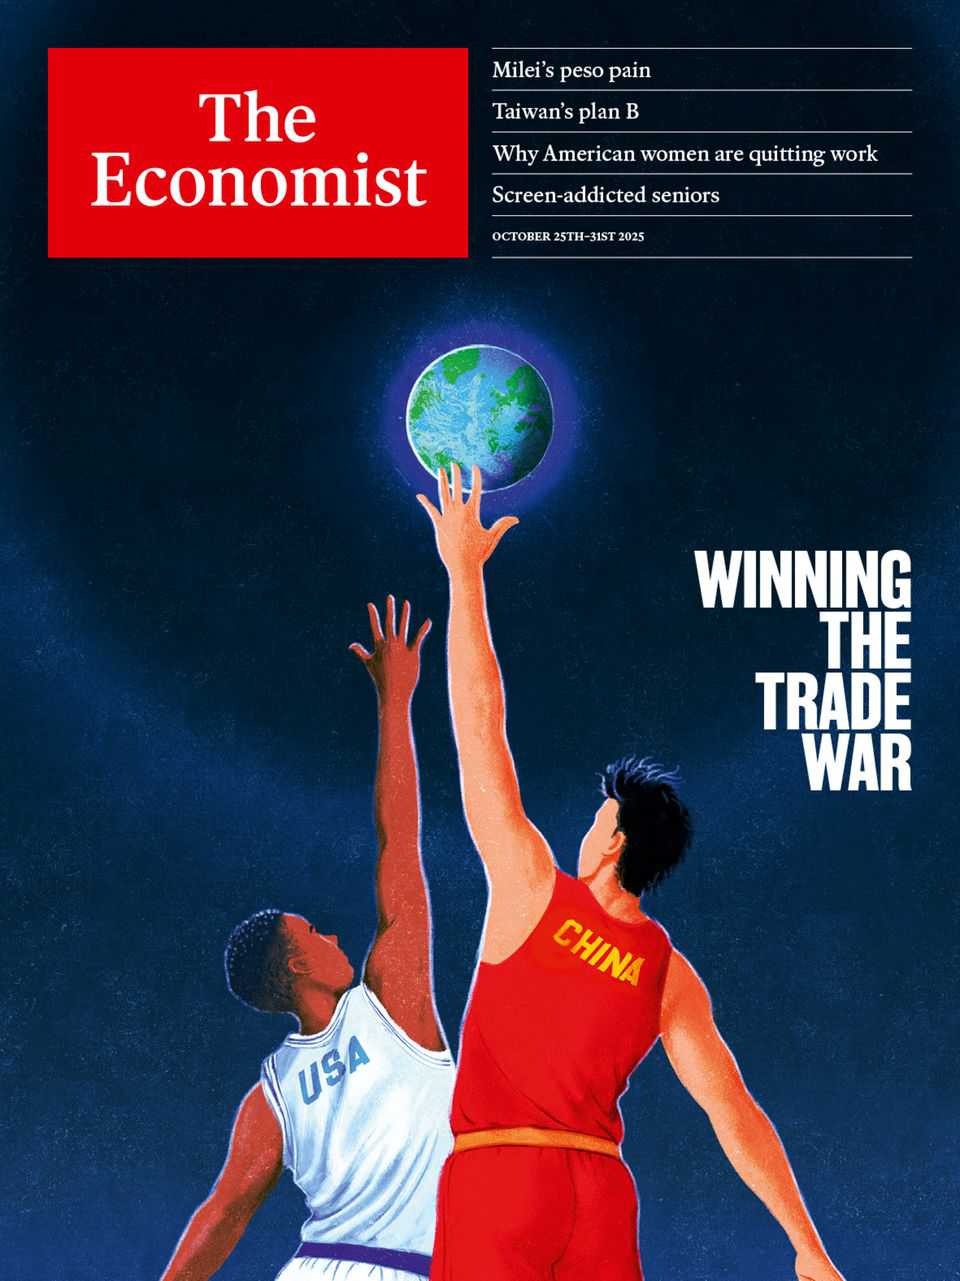 The
Economist
Milei’s peso pain
Taiwan’s plan B
Why American women are quitting work
Screen-addicted seniors
OCTOBER 25TH–31ST 2025
WINNING
THE
TRADE
WAR
CHINA
USA